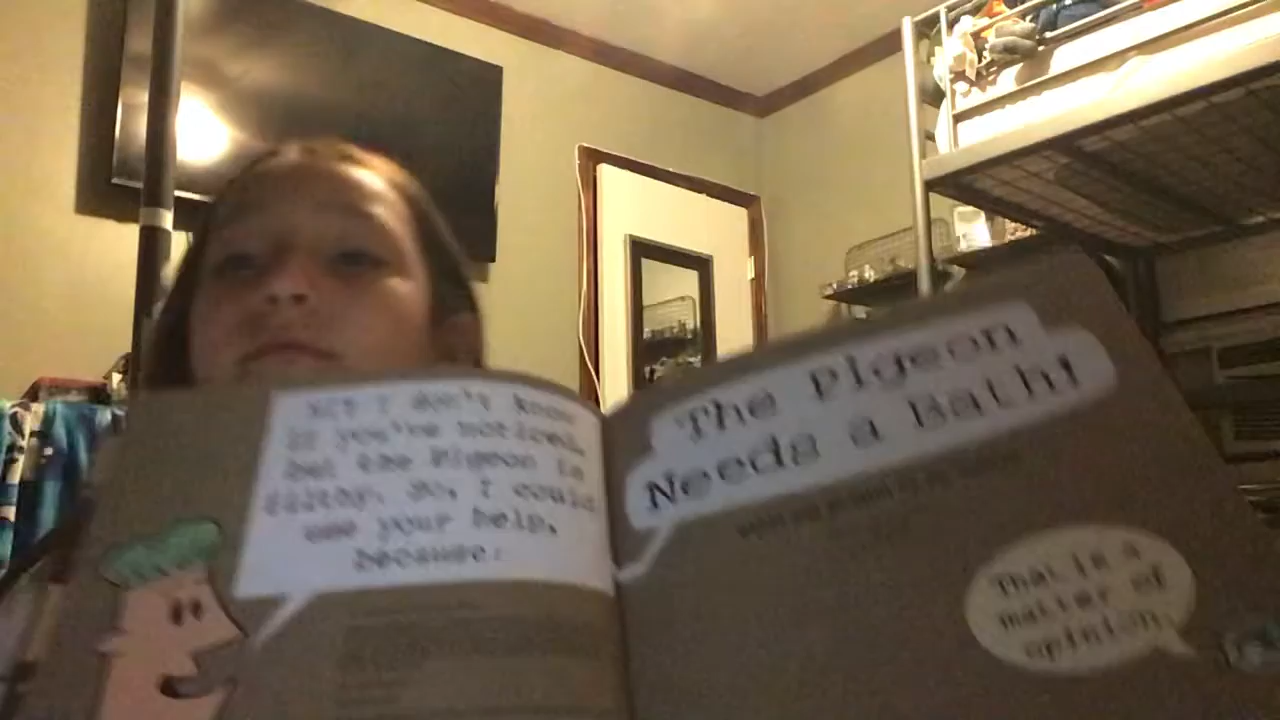 Hi! I don't know
if you've noticed,
but the Pigeon is
filthy. So, I could
use your help,
because:
The Pigeon
Needs a Bath!
That is a
matter of
opinion.